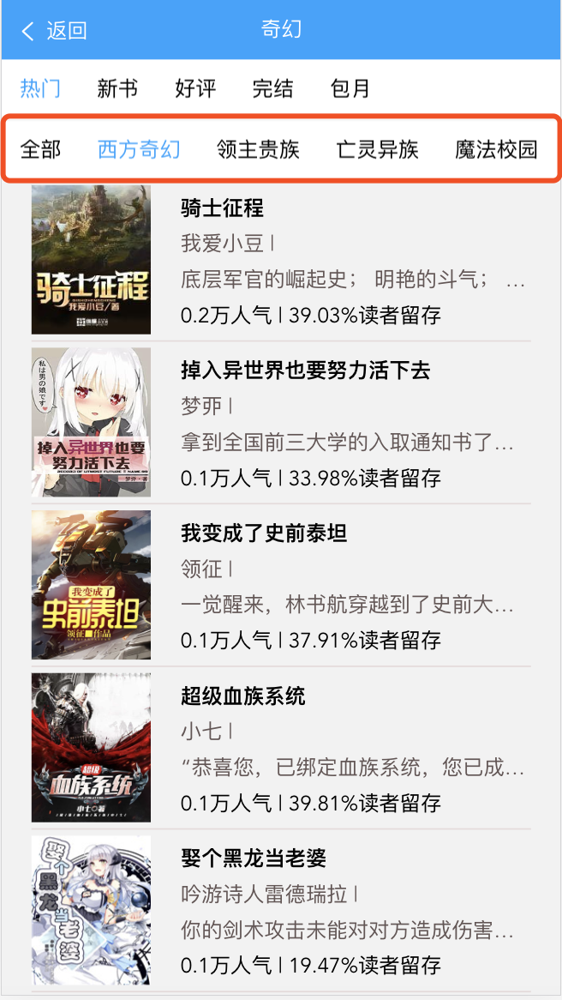 返回 奇幻
热门 新书 好评 完结 包月
全部 西方奇幻 领主贵族 亡灵异族 魔法校园
骑士征程
我爱小豆/著
骑士征程
我爱小豆 |
底层军官的崛起史； 明艳的斗气； ...
0.2万人气 | 39.03%读者留存
私は男の娘です
掉入异世界也要
努力活下去
梦丣·著
掉入异世界也要努力活下去
梦丣 |
拿到全国前三大学的入取通知书了...
0.1万人气 | 33.98%读者留存
我变成了
史前泰坦
领征 作品
我变成了史前泰坦
领征 |
一觉醒来，林书航穿越到了史前大...
0.1万人气 | 37.91%读者留存
超级
血族系统
小七 著
超级血族系统
小七 |
“恭喜您，已绑定血族系统，您已成...
0.1万人气 | 39.81%读者留存
娶个
黑龙
当老婆
娶个黑龙当老婆
吟游诗人雷德瑞拉 |
你的剑术攻击未能对对方造成伤害...
0.1万人气 | 19.47%读者留存